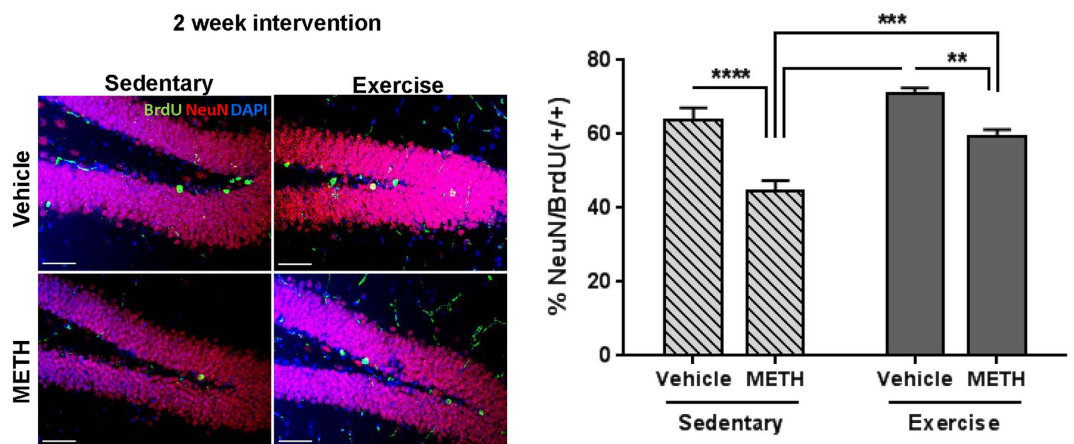 2 week intervention
Sedentary
Exercise
BrdU NeuN DAPI
Vehicle
METH
% NeuN/BrdU(+/+)
80
60
40
20
0
****
***
**
Vehicle METH Vehicle METH
Sedentary Exercise